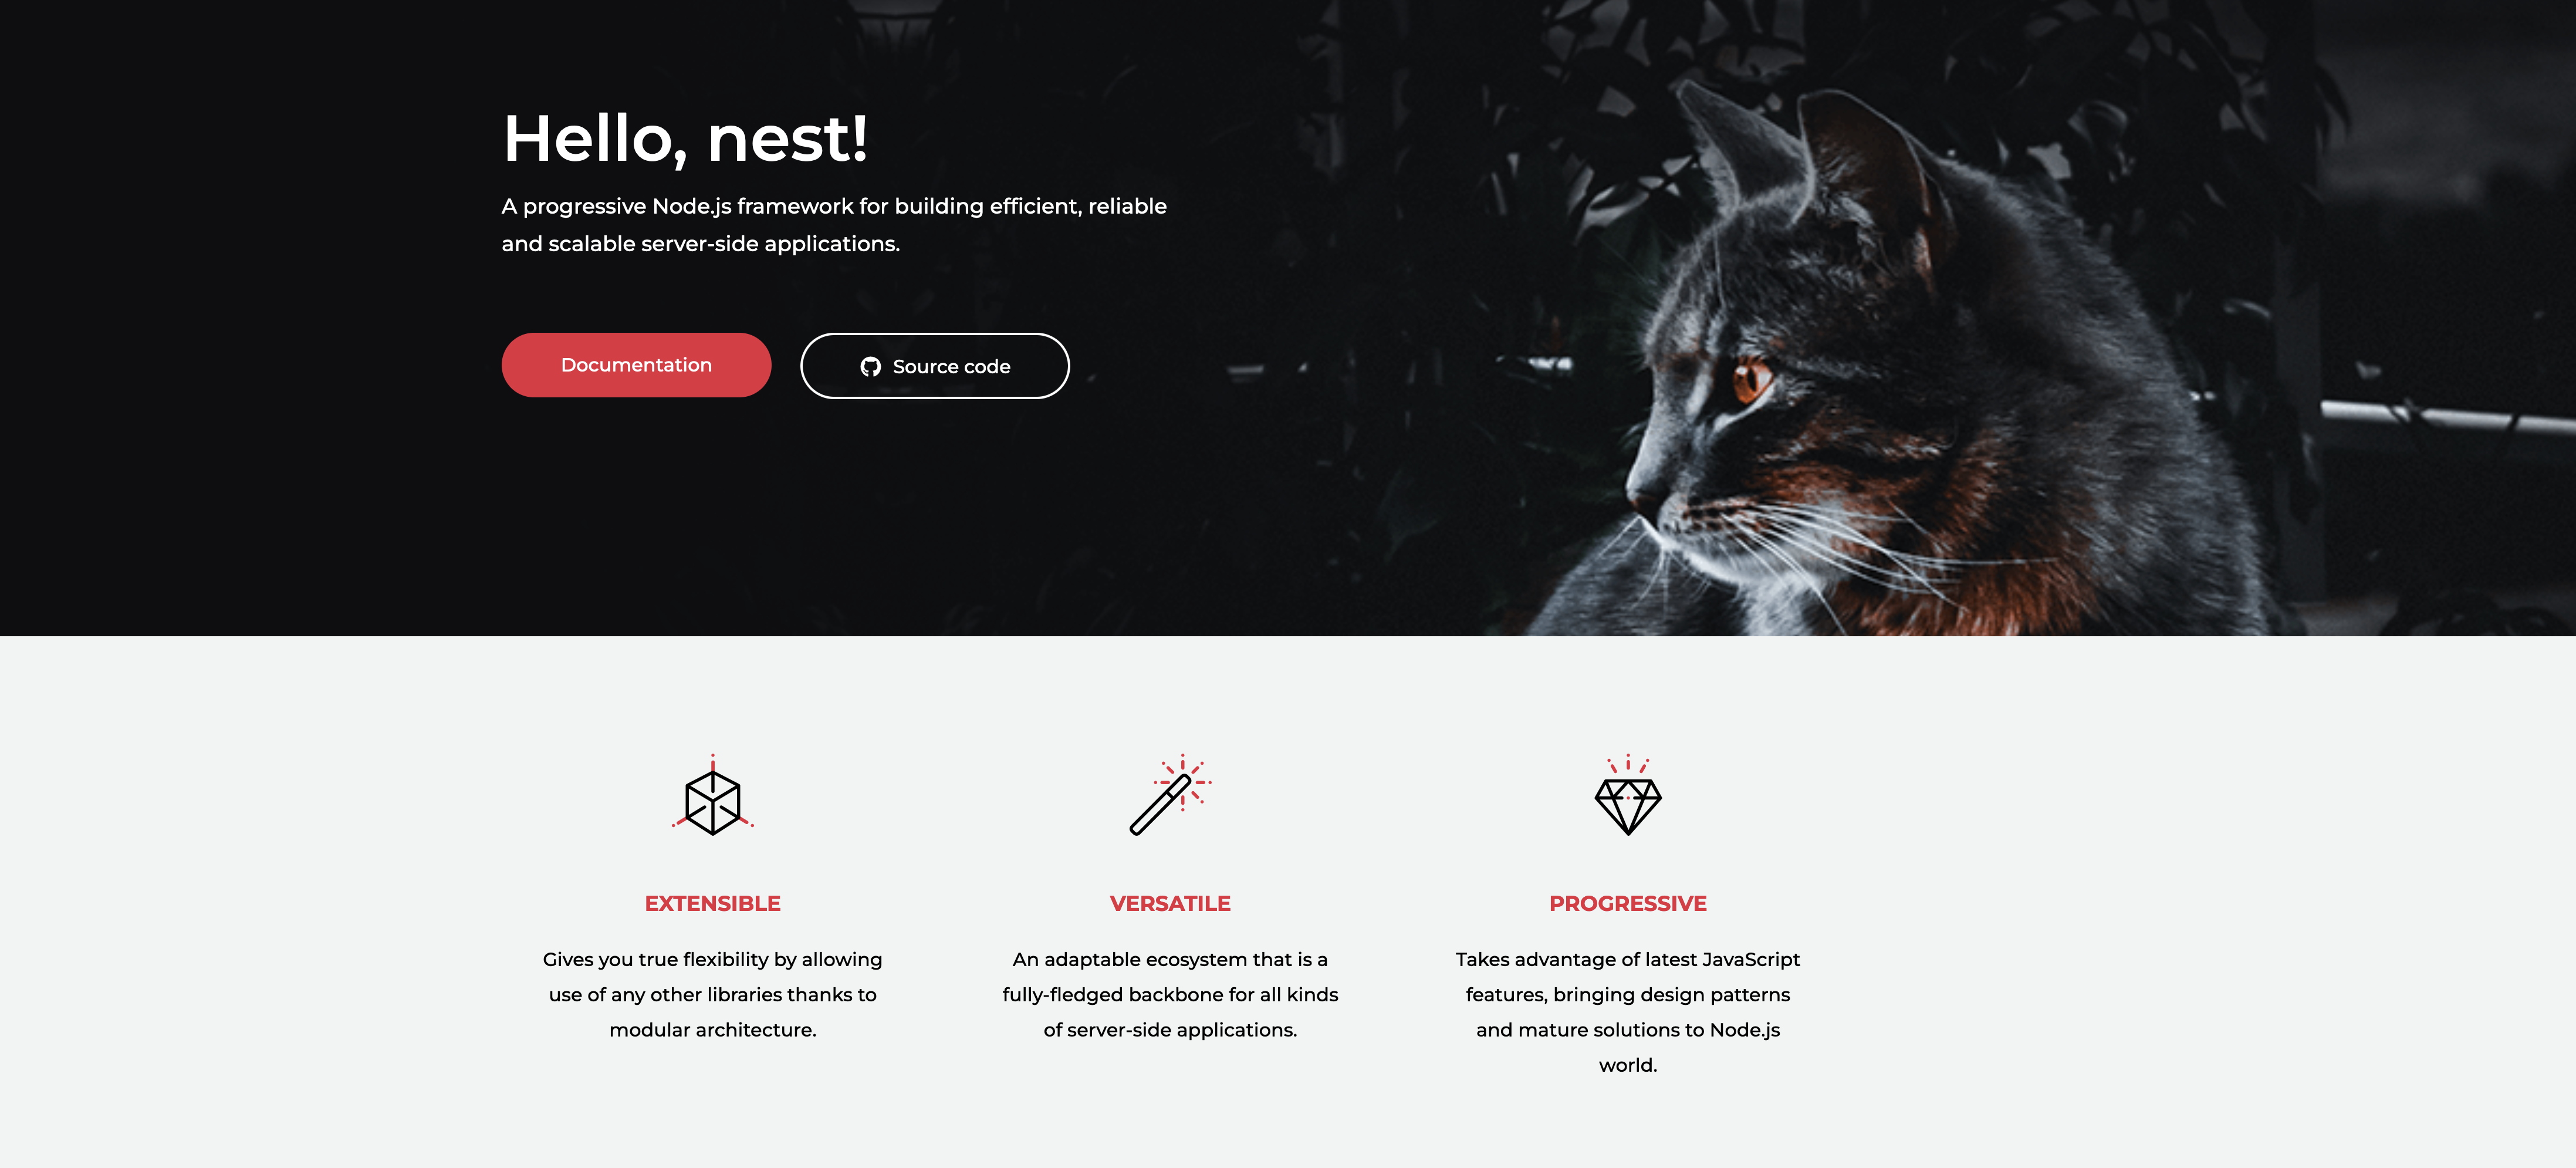 Hello, nest!
A progressive Node.js framework for building efficient, reliable
and scalable server-side applications.
Documentation
Source code
EXTENSIBLE
Gives you true flexibility by allowing
use of any other libraries thanks to
modular architecture.
VERSATILE
An adaptable ecosystem that is a
fully-fledged backbone for all kinds
of server-side applications.
PROGRESSIVE
Takes advantage of latest JavaScript
features, bringing design patterns
and mature solutions to Node.js
world.